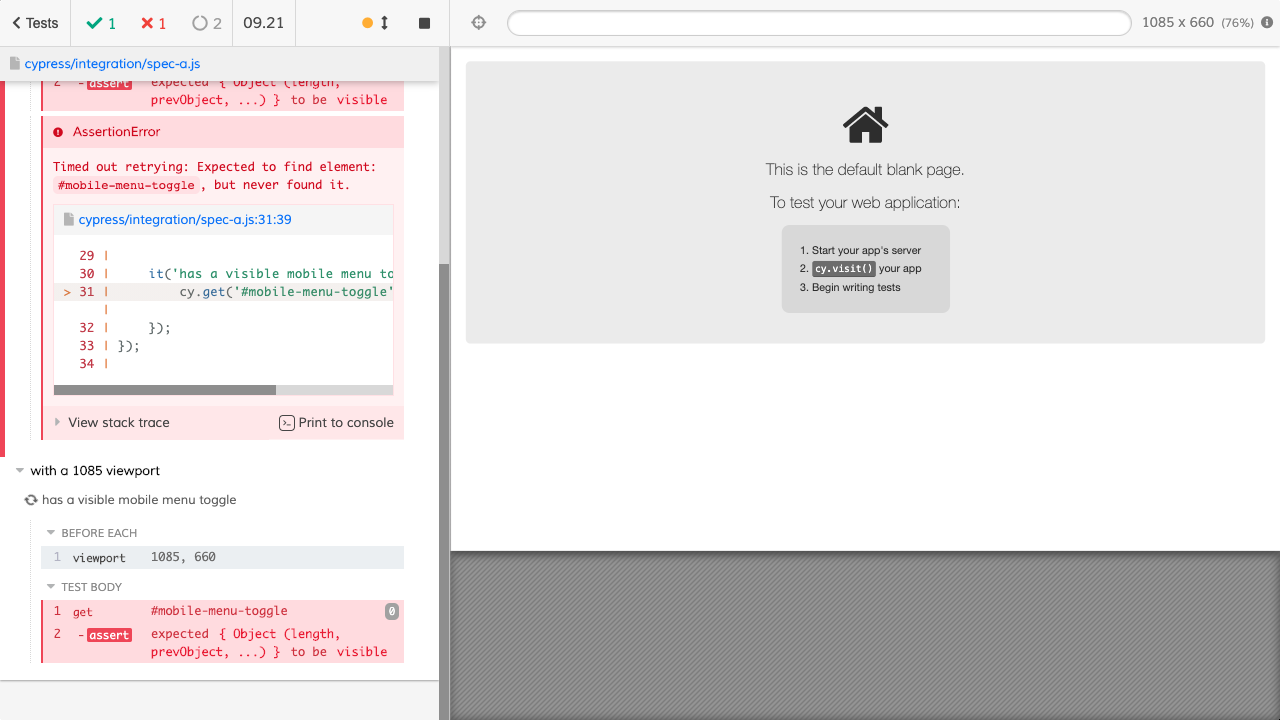 Tests
1
1
2
09.21
1085 x 660 (76%)
cypress/integration/spec-a.js
2 -assert expected { Object (length,
prevObject, ...) } to be visible
AssertionError
Timed out retrying: Expected to find element:
#mobile-menu-toggle, but never found it.
cypress/integration/spec-a.js:31:39
29 |
30 | it('has a visible mobile menu to
> 31 | cy.get('#mobile-menu-toggle'
|
32 | });
33 | });
34 |
View stack trace
Print to console
with a 1085 viewport
has a visible mobile menu toggle
BEFORE EACH
1 viewport 1085, 660
TEST BODY
1 get #mobile-menu-toggle 0
2 -assert expected { Object (length,
prevObject, ...) } to be visible
This is the default blank page.
To test your web application:
1. Start your app's server
2. cy.visit() your app
3. Begin writing tests